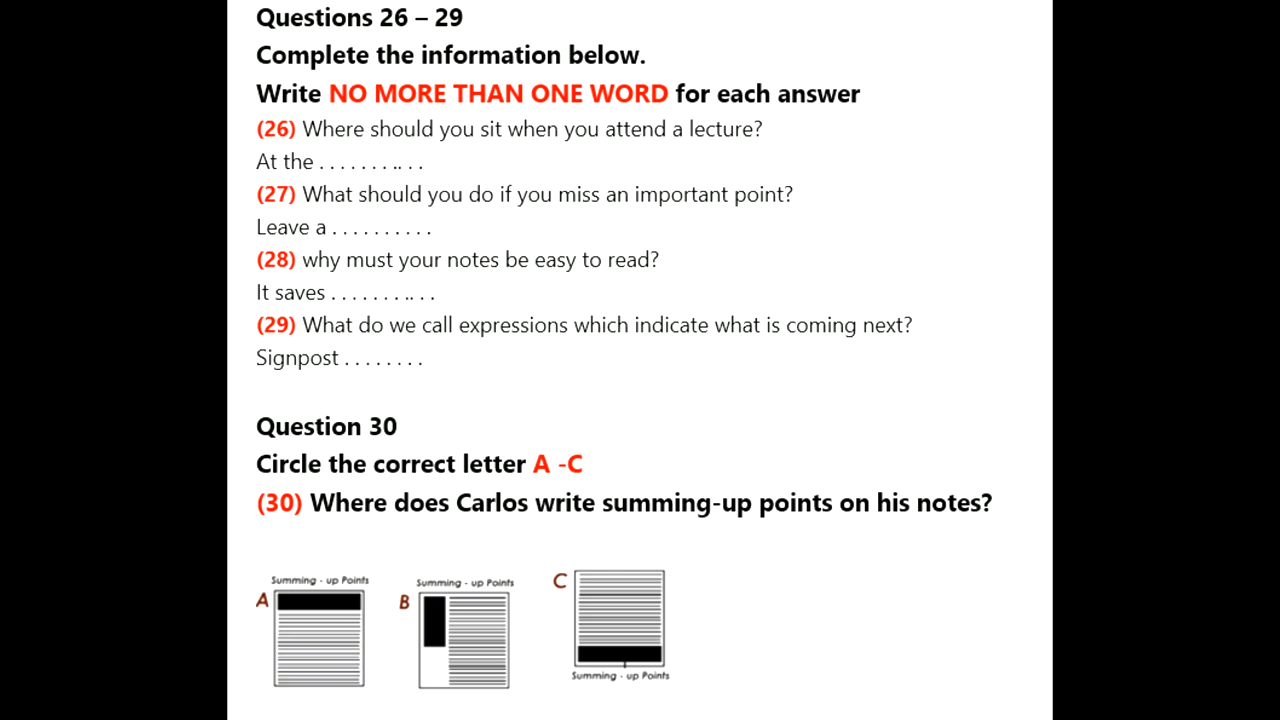 Questions 26 – 29
Complete the information below.
Write NO MORE THAN ONE WORD for each answer
(26) Where should you sit when you attend a lecture?
At the . . . . . . . .. . .
(27) What should you do if you miss an important point?
Leave a . . . . . . . . . .
(28) why must your notes be easy to read?
It saves . . . . . . . .. . .
(29) What do we call expressions which indicate what is coming next?
Signpost . . . . . . . .
Question 30
Circle the correct letter A -C
(30) Where does Carlos write summing-up points on his notes?
Summing - up Points
A
Summing - up Points
B
C
Summing - up Points